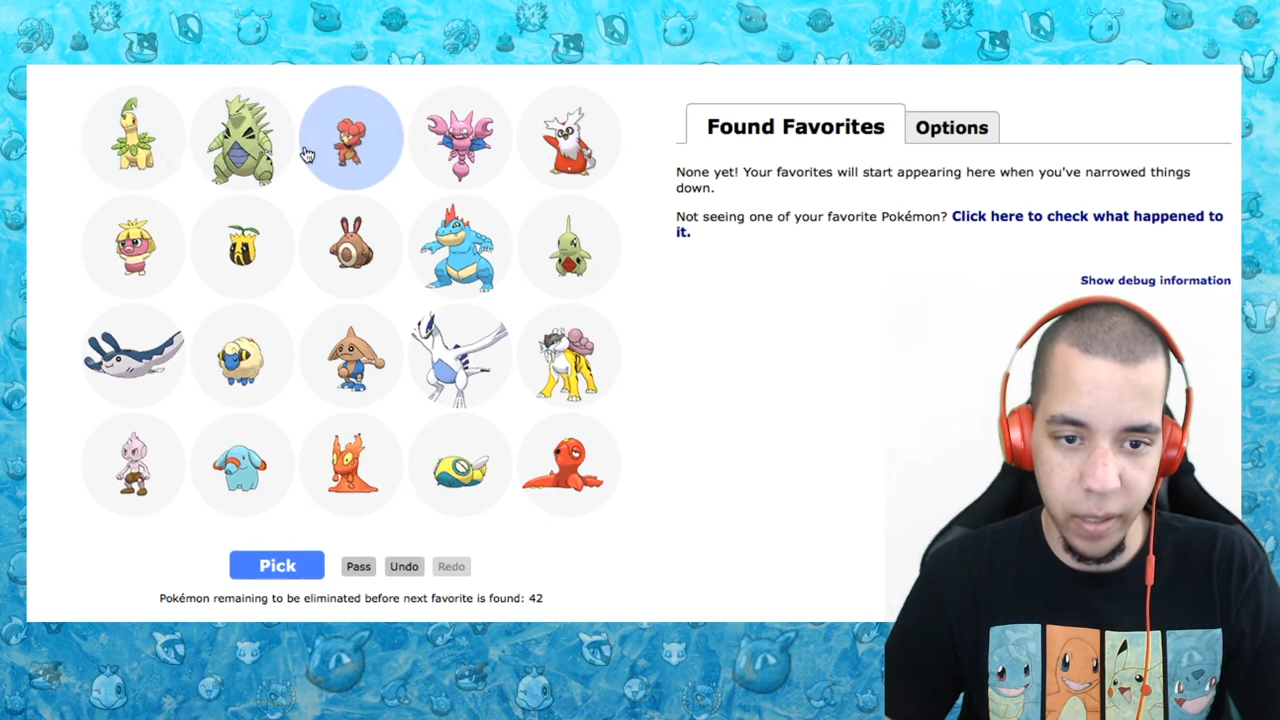 Found Favorites
Options
None yet! Your favorites will start appearing here when you've narrowed things
down.
Not seeing one of your favorite Pokémon? Click here to check what happened to
it.
Show debug information
Pick
Pass
Undo
Redo
Pokémon remaining to be eliminated before next favorite is found: 42